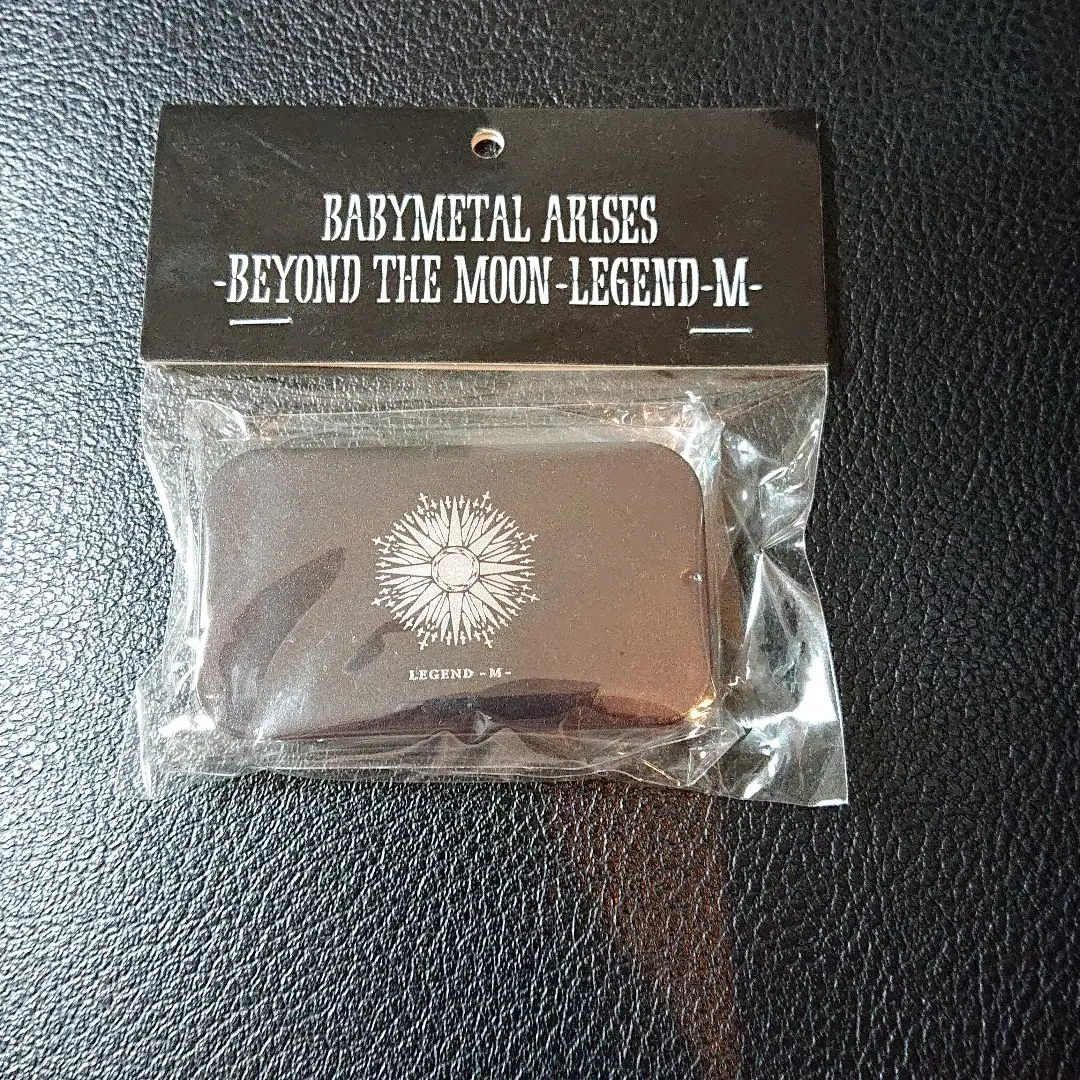 BABYMETAL ARISES
-BEYOND THE MOON-LEGEND-M-
LEGEND -M-